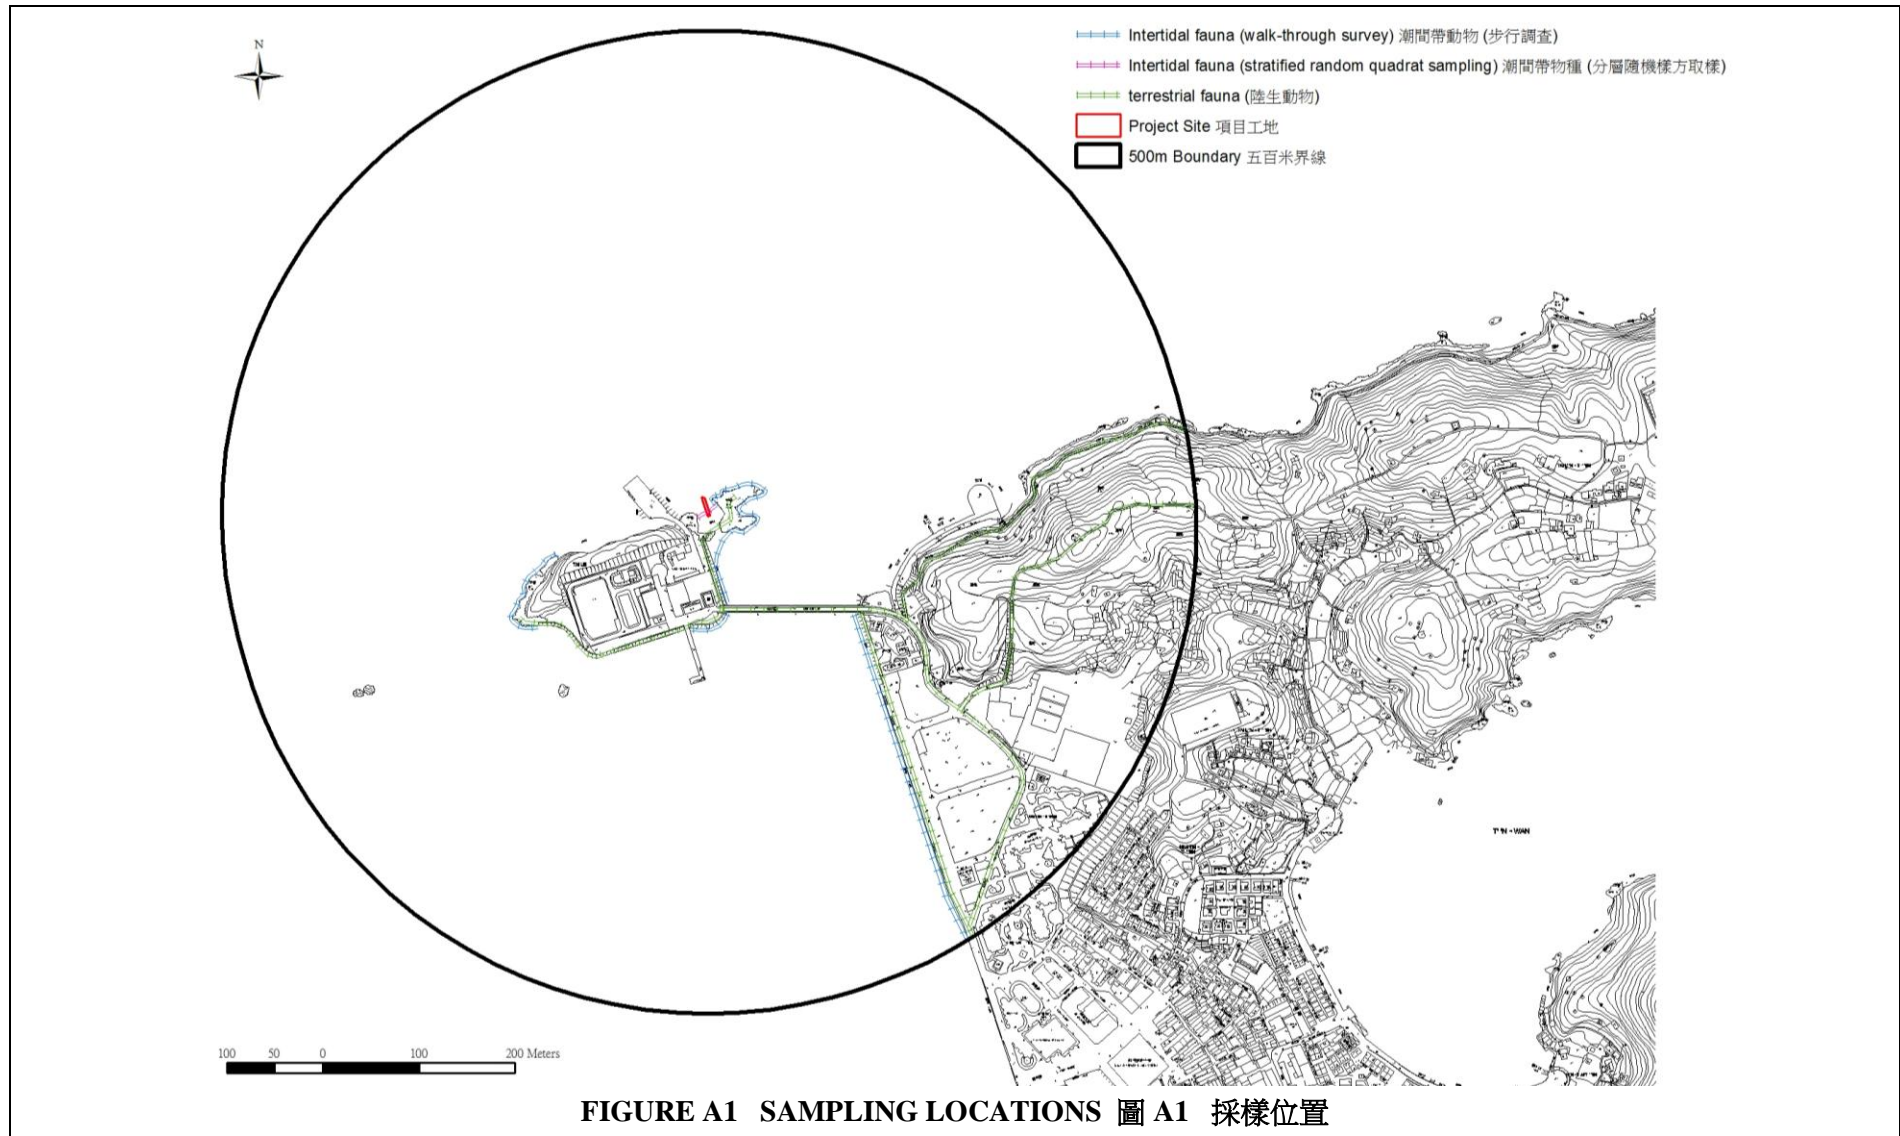 N
Intertidal fauna (walk-through survey) 潮間帶動物 (步行調查)
Intertidal fauna (stratified random quadrat sampling) 潮間帶物種 (分層隨機樣方取樣)
terrestrial fauna (陸生動物)
Project Site 項目工地
500m Boundary 五百米界線
100 50 0 100 200 Meters
FIGURE A1 SAMPLING LOCATIONS 圖 A1 採樣位置